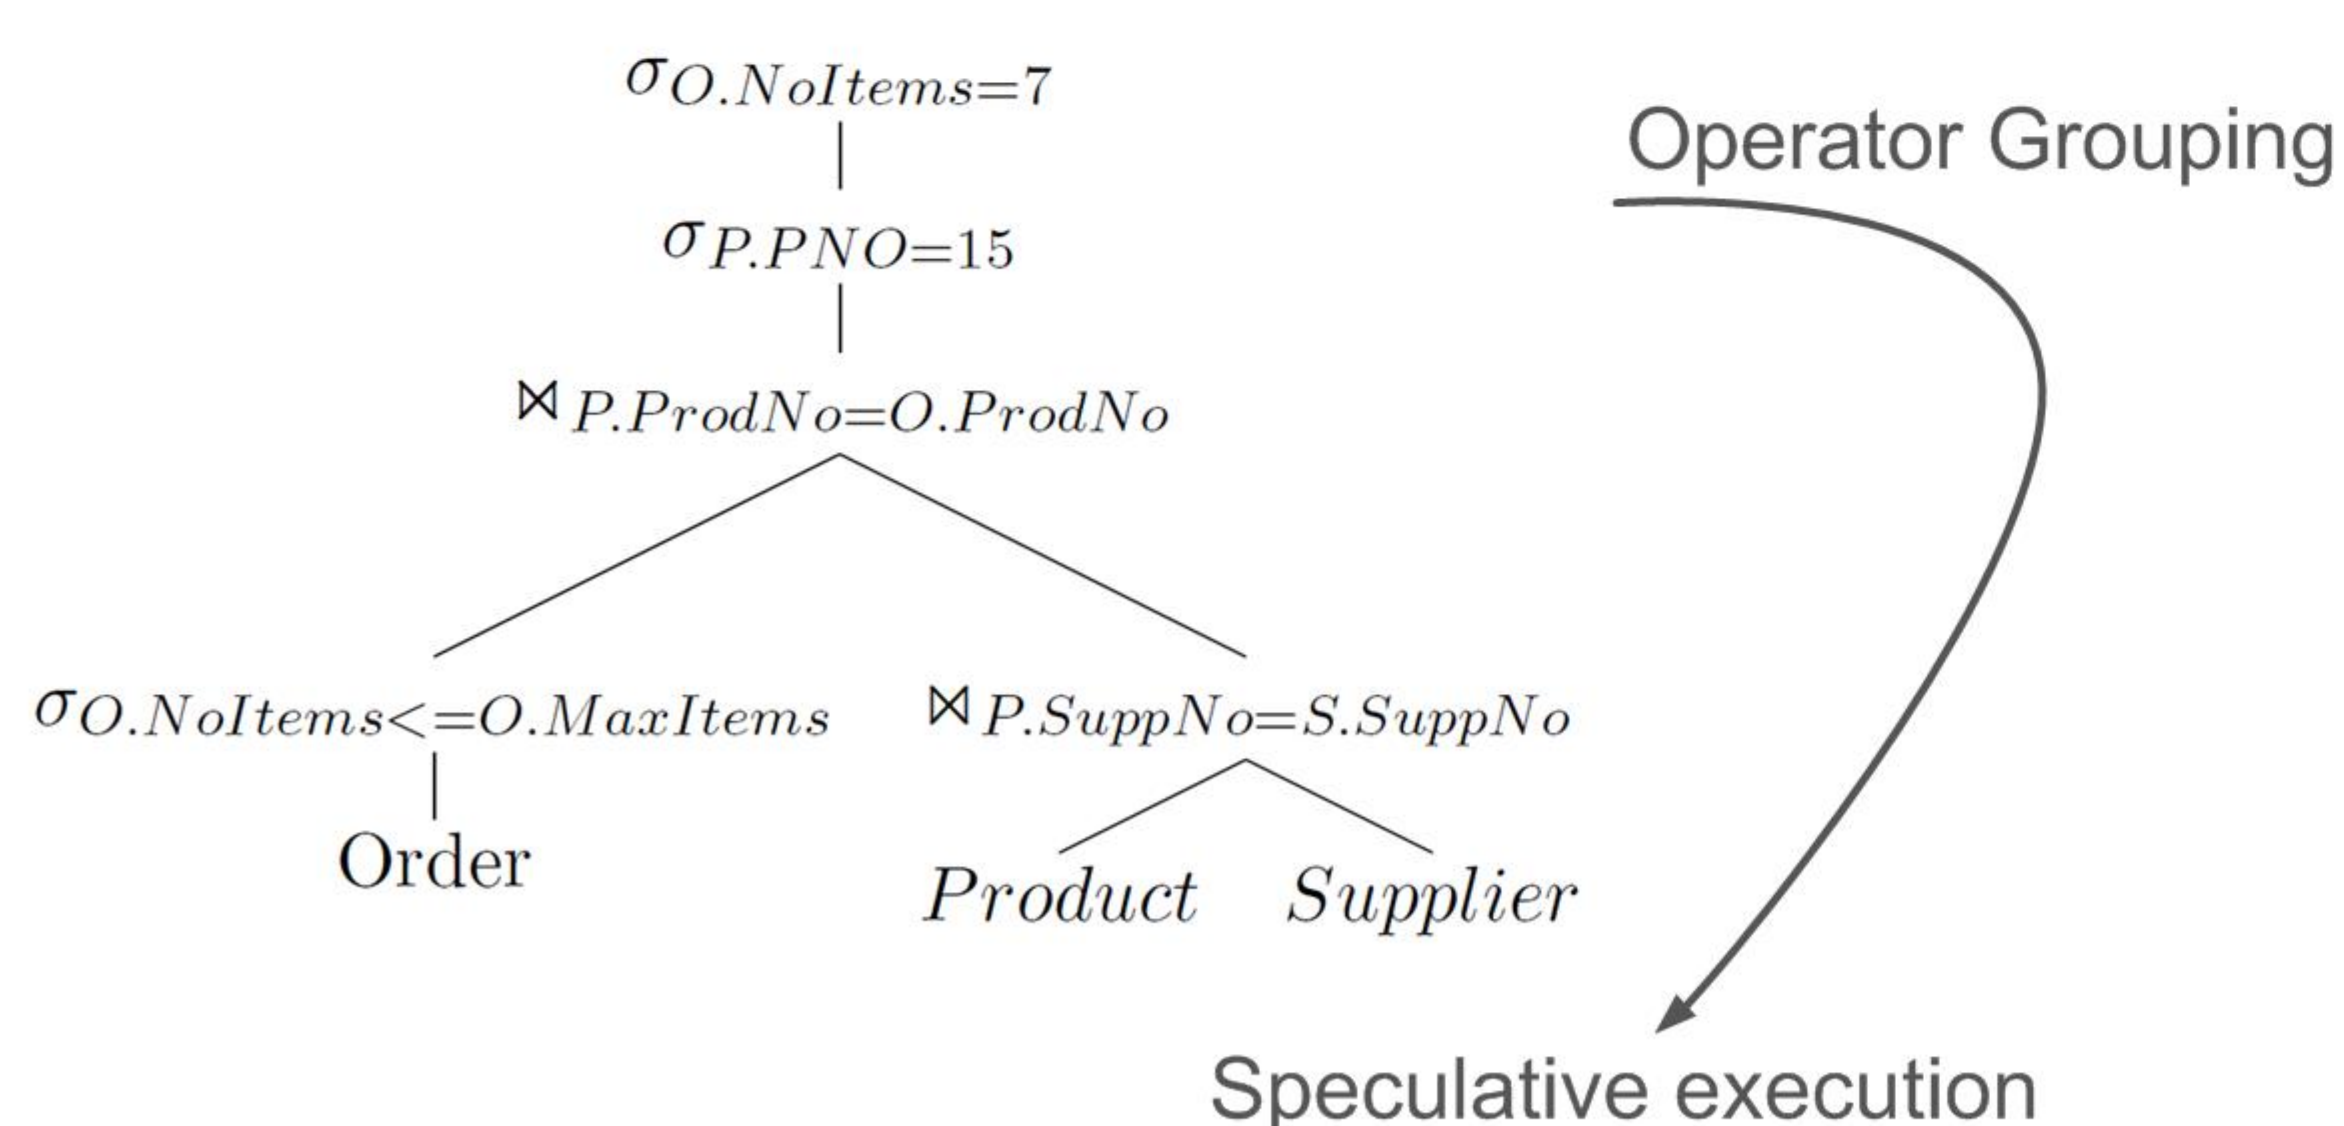 σO.NoItems=7
Operator Grouping
σP.PNO=15
⋈P.ProdNo=O.ProdNo
σO.NoItems<=O.MaxItems
⋈P.SuppNo=S.SuppNo
Order
Product
Supplier
Speculative execution